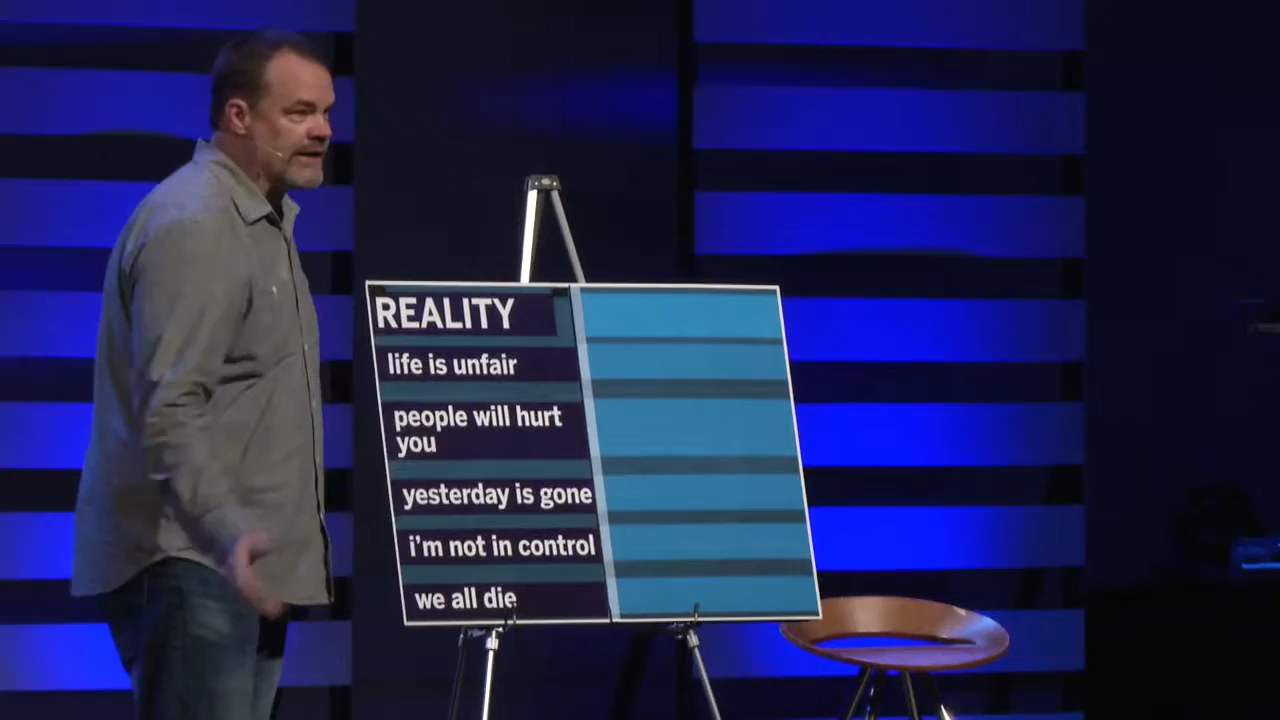 REALITY
life is unfair
people will hurt
you
yesterday is gone
i'm not in control
we all die